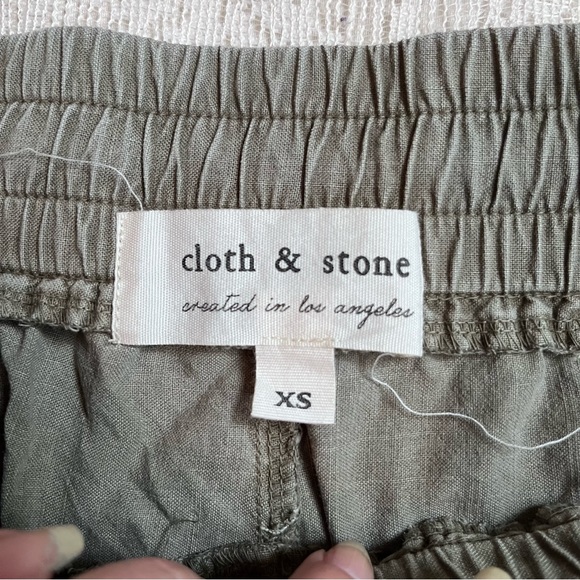 cloth & stone
created in los angeles
XS